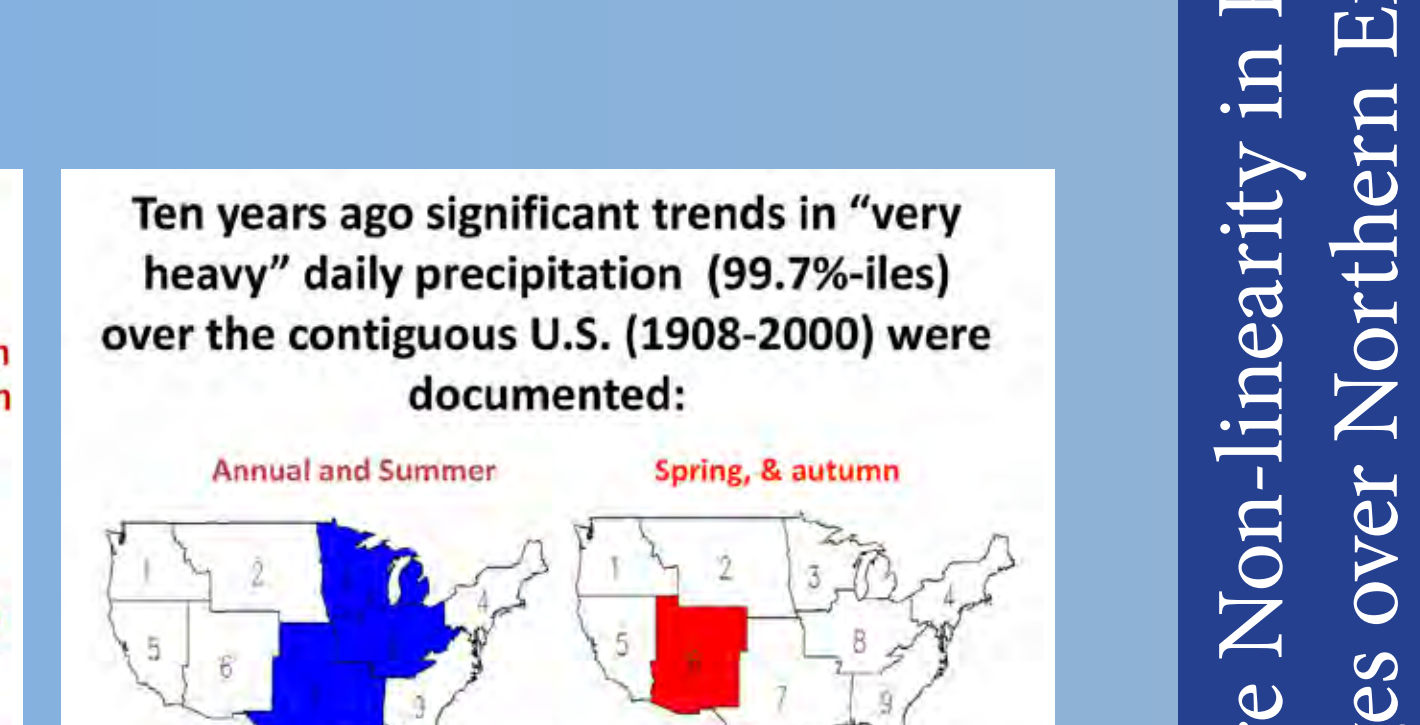 Ten years ago significant trends in “very
heavy” daily precipitation (99.7%-iles)
over the contiguous U.S. (1908-2000) were
documented:
Annual and Summer
Spring, & autumn
1
2
4
5
6
9
1
2
3
4
5
6
8
7
9
Non-linearity in
over Northern